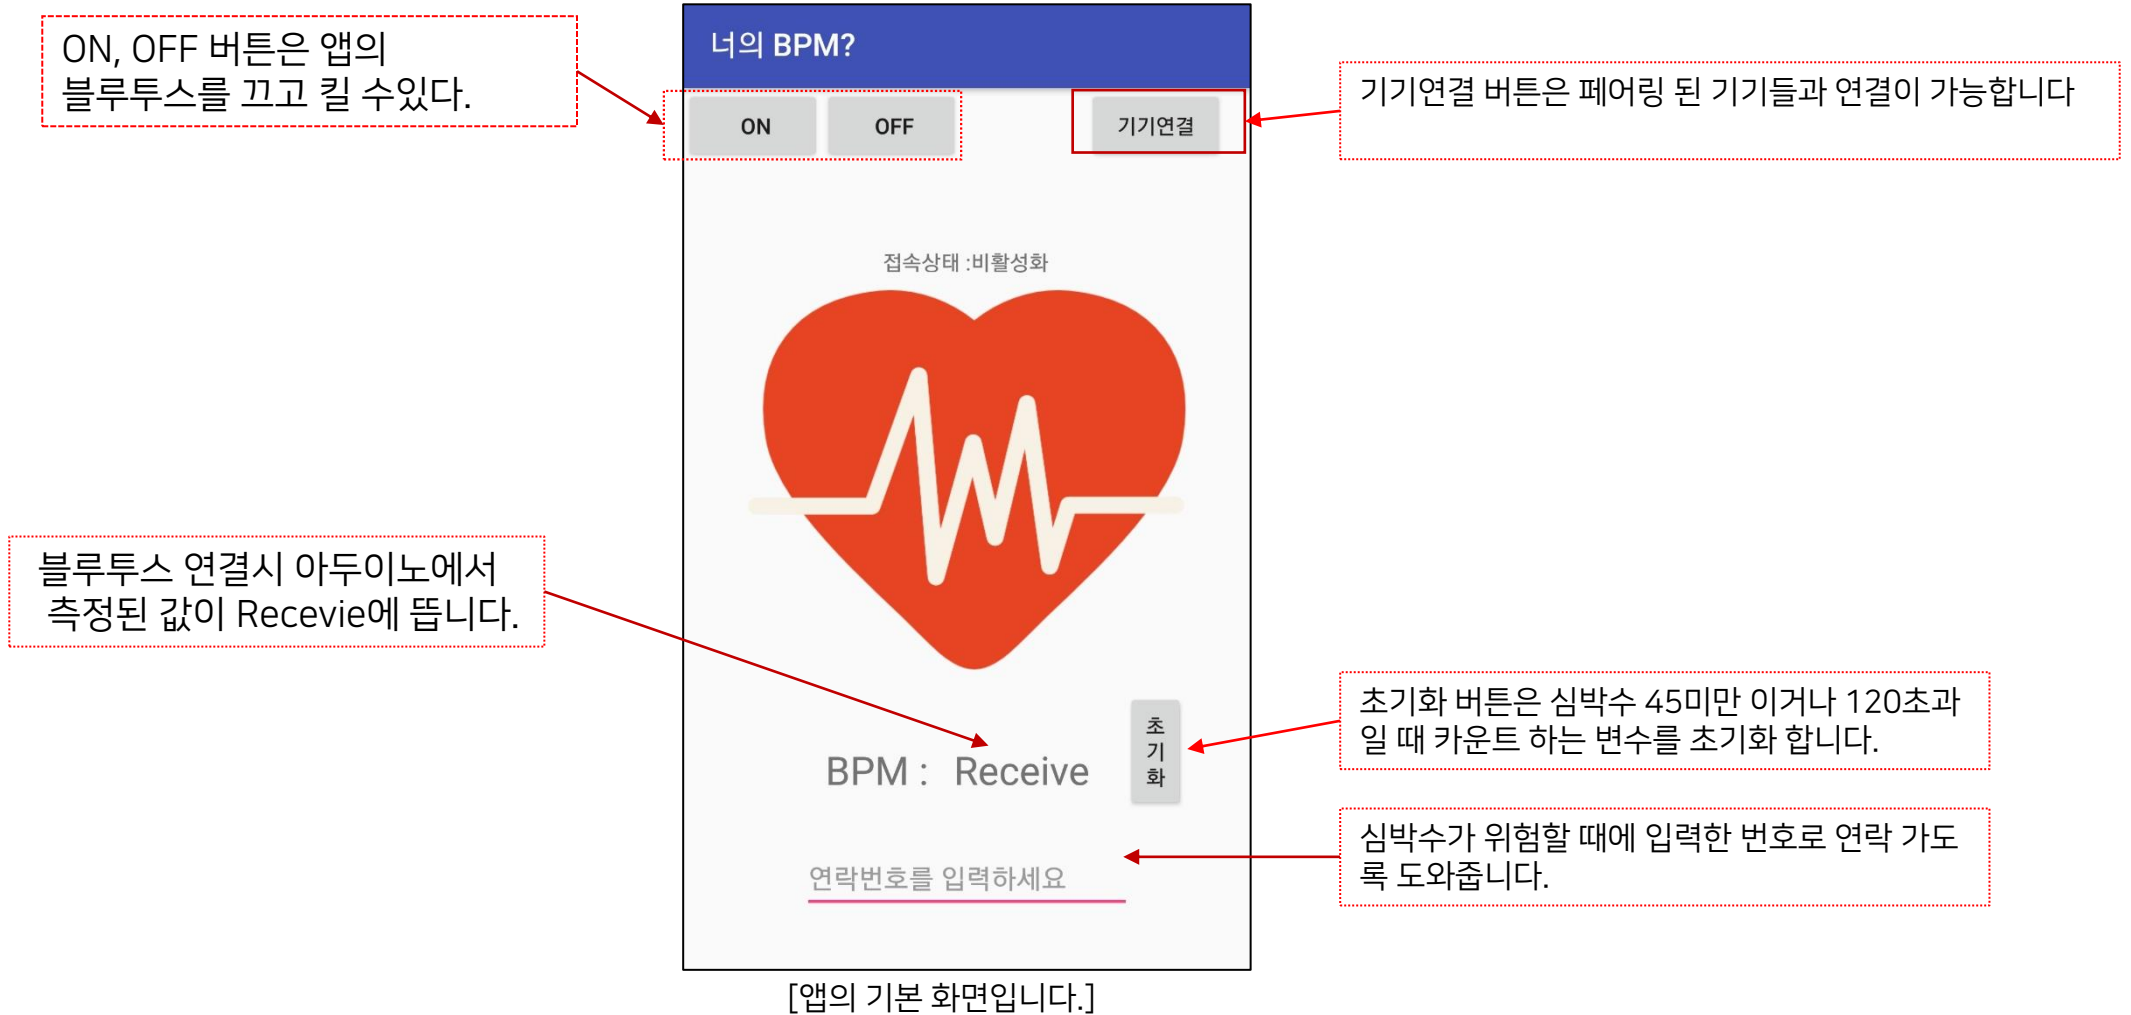 ON, OFF 버튼은 앱의
블루투스를 끄고 킬 수있다.
너의 BPM?
ON
OFF
기기연결
기기연결 버튼은 페어링 된 기기들과 연결이 가능합니다
접속상태 :비활성화
블루투스 연결시 아두이노에서
측정된 값이 Recevie에 뜹니다.
BPM : Receive
초
기
화
초기화 버튼은 심박수 45미만 이거나 120초과
일 때 카운트 하는 변수를 초기화 합니다.
심박수가 위험할 때에 입력한 번호로 연락 가도
록 도와줍니다.
연락번호를 입력하세요
[앱의 기본 화면입니다.]